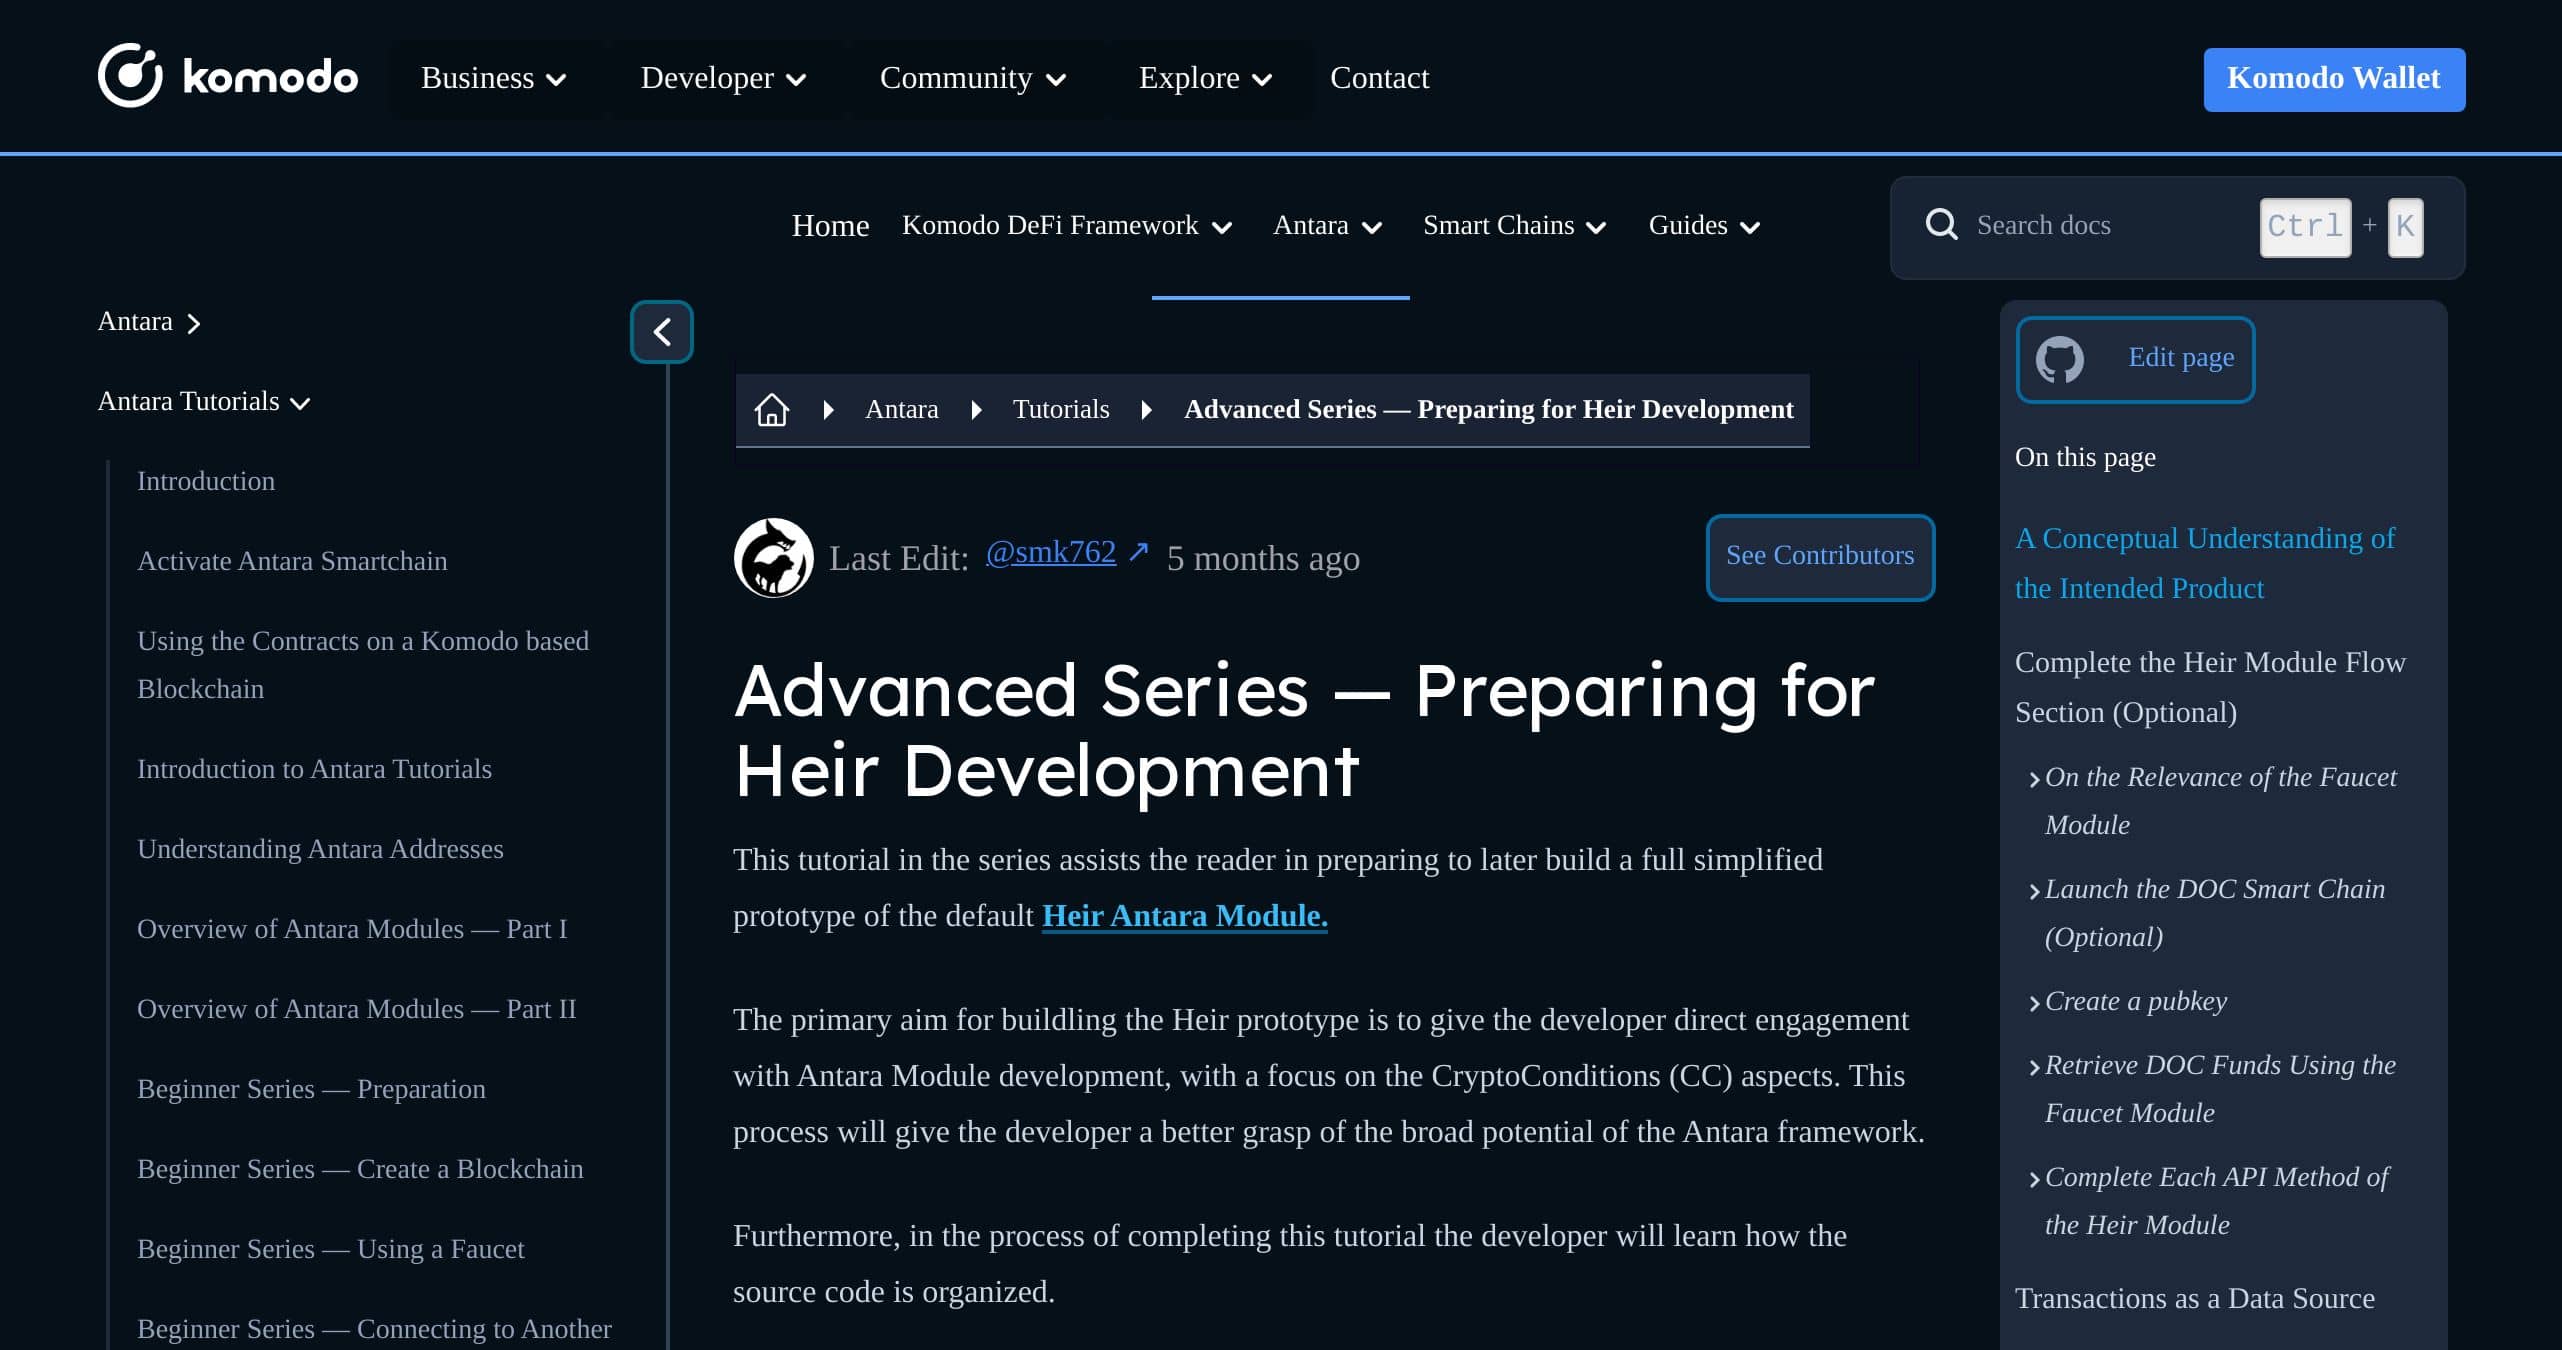 komodo
Business
Developer
Community
Explore
Contact
Komodo Wallet
Home
Komodo DeFi Framework
Antara
Smart Chains
Guides
Search docs
Ctrl + K
Antara
Antara Tutorials
Introduction
Activate Antara Smartchain
Using the Contracts on a Komodo based
Blockchain
Introduction to Antara Tutorials
Understanding Antara Addresses
Overview of Antara Modules — Part I
Overview of Antara Modules — Part II
Beginner Series — Preparation
Beginner Series — Create a Blockchain
Beginner Series — Using a Faucet
Beginner Series — Connecting to Another
Antara
Tutorials
Advanced Series — Preparing for Heir Development
Last Edit: @smk762 ↗ 5 months ago
See Contributors
Advanced Series — Preparing for
Heir Development
This tutorial in the series assists the reader in preparing to later build a full simplified
prototype of the default Heir Antara Module.
The primary aim for buildling the Heir prototype is to give the developer direct engagement
with Antara Module development, with a focus on the CryptoConditions (CC) aspects. This
process will give the developer a better grasp of the broad potential of the Antara framework.
Furthermore, in the process of completing this tutorial the developer will learn how the
source code is organized.
Edit page
On this page
A Conceptual Understanding of
the Intended Product
Complete the Heir Module Flow
Section (Optional)
On the Relevance of the Faucet
Module
Launch the DOC Smart Chain
(Optional)
Create a pubkey
Retrieve DOC Funds Using the
Faucet Module
Complete Each API Method of
the Heir Module
Transactions as a Data Source